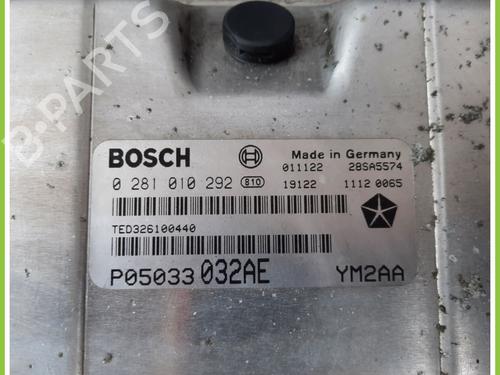 B-PARTS
BOSCH
Made in Germany
011122 28SA5574
0 281 010 292 810 19122 1112 0065
TED326100440
P05033 032AE YM2AA